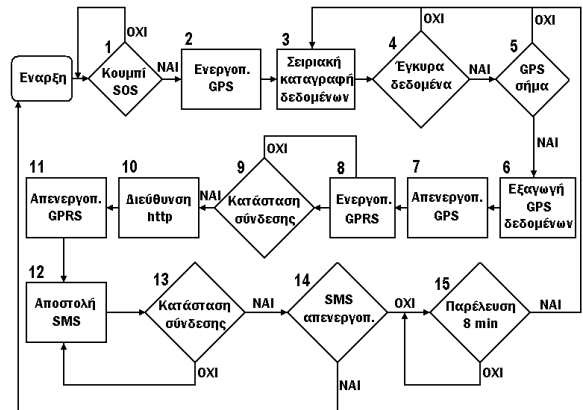 ΟΧΙ
1
Έναρξη
Κουμπί
SOS
ΝΑΙ
2
Ενεργοπ.
GPS
3
Σειριακή
καταγραφή
δεδομένων
ΟΧΙ
4
Έγκυρα
δεδομένα
ΝΑΙ
ΟΧΙ
5
GPS
σήμα
ΝΑΙ
6
Εξαγωγή
GPS
δεδομένων
7
Απενεργοπ.
GPS
8
Ενεργοπ.
GPRS
ΟΧΙ
9
Κατάσταση
σύνδεσης
ΝΑΙ
10
Διεύθυνση
http
11
Απενεργοπ.
GPRS
12
Αποστολή
SMS
13
Κατάσταση
σύνδεσης
ΟΧΙ
ΝΑΙ
14
SMS
απενεργοπ.
ΝΑΙ
ΟΧΙ
15
Παρέλευση
8 min
ΟΧΙ
ΝΑΙ